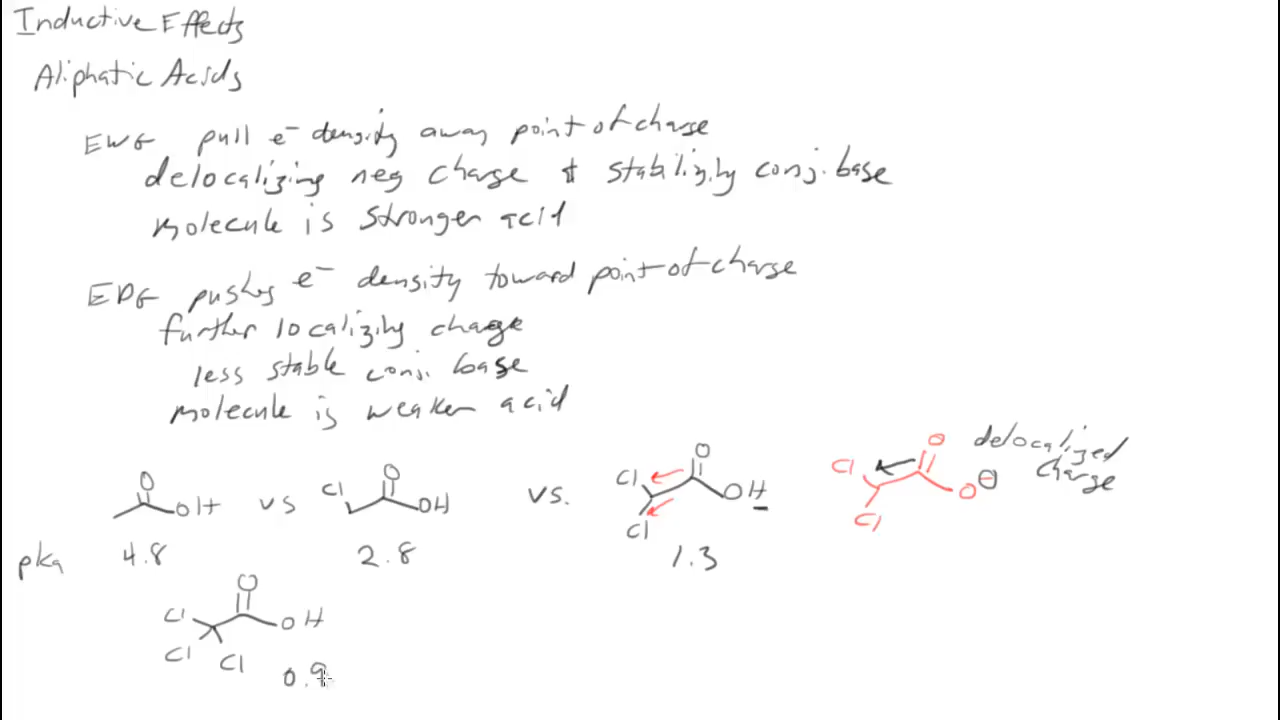 Inductive Effects
Aliphatic Acids
EWG pull e⁻ density away point of charge
delocalizing neg charge & stabilizily conj. base
molecule is stronger acid
EDG pushes e⁻ density toward point of charge
further localizily charge
less stable conj. base
molecule is weaker acid
O OH vs Cl O OH vs. Cl Cl O OH Cl Cl O O⊖ delocalized
charge
pka 4.8 2.8 1.3
Cl Cl Cl O OH
0.9